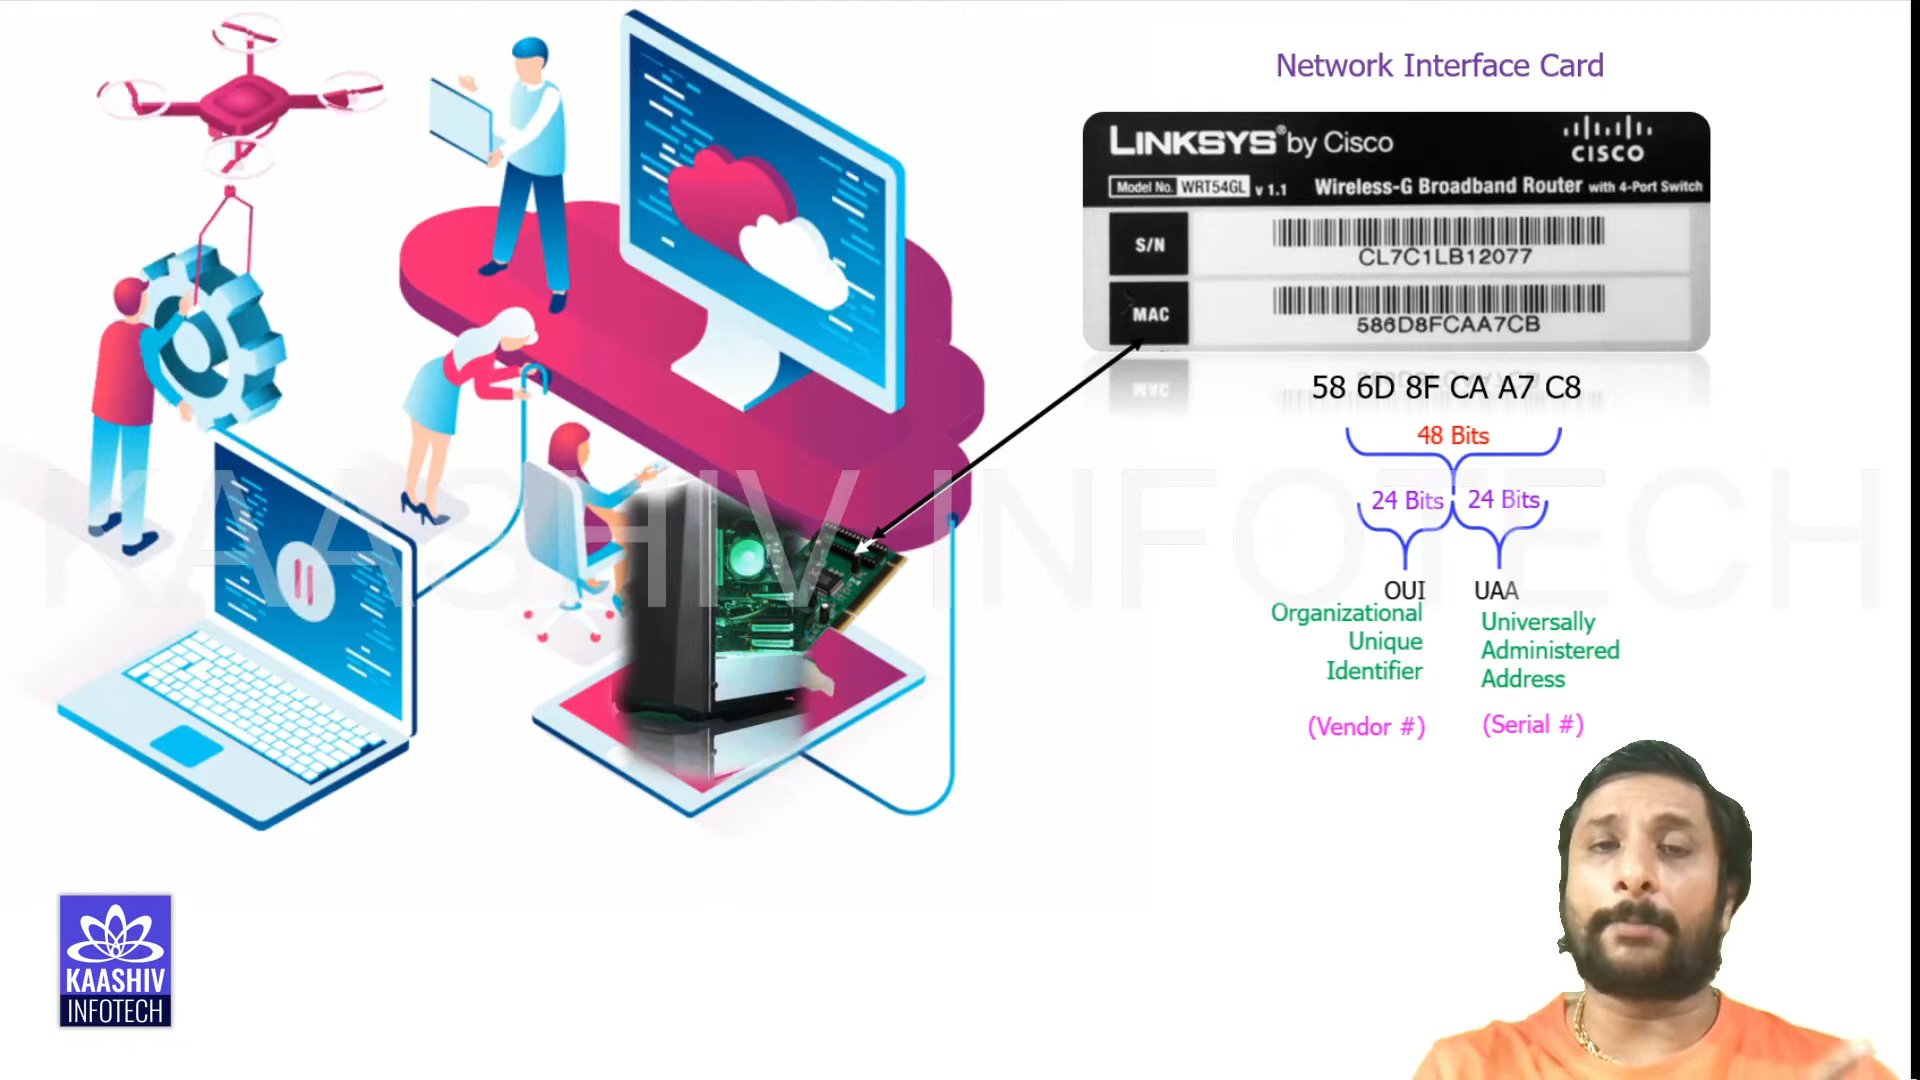 Network Interface Card
LINKSYS® by Cisco
CISCO
Model No. WRT54GL v 1.1 Wireless-G Broadband Router with 4-Port Switch
S/N
CL7C1LB12077
MAC
586D8FCAA7CB
58 6D 8F CA A7 C8
48 Bits
24 Bits 24 Bits
OUI UAA
Organizational
Unique
Identifier
Universally
Administered
Address
(Vendor #) (Serial #)
KAASHIV INFOTECH
KAASHIV
INFOTECH